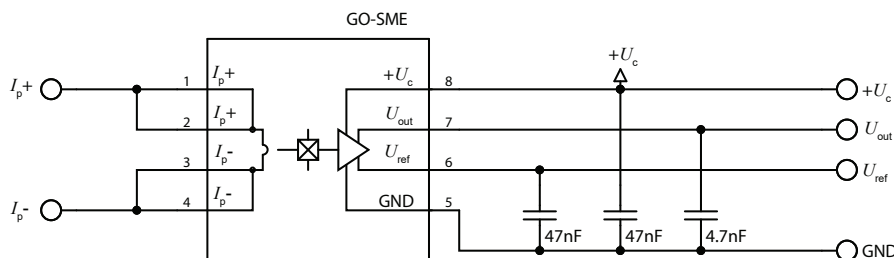 GO-SME
+Uc
Ip+ 1 Ip+ +Uc 8 +Uc
2 Ip+ Uout 7 Uout
3 Ip- Uref 6 Uref
Ip- 4 Ip- GND 5
47nF 47nF 4.7nF
GND